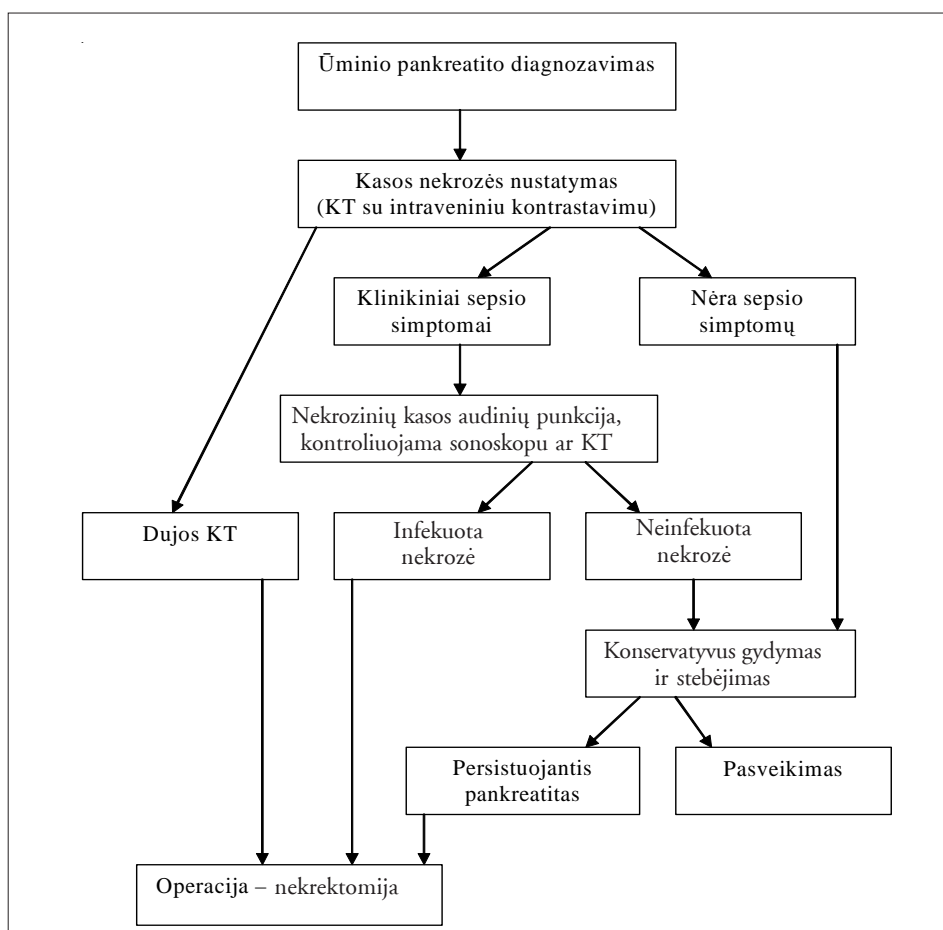 Ūminio pankreatito diagnozavimas
Kasos nekrozės nustatymas
(KT su intraveniniu kontrastavimu)
Klinikiniai sepsio
simptomai
Nėra sepsio
simptomų
Nekrozinių kasos audinių punkcija,
kontroliuojama sonoskopu ar KT
Dujos KT
Infekuota
nekrozė
Neinfekuota
nekrozė
Konservatyvus gydymas
ir stebėjimas
Persistuojantis
pankreatitas
Pasveikimas
Operacija – nekrektomija